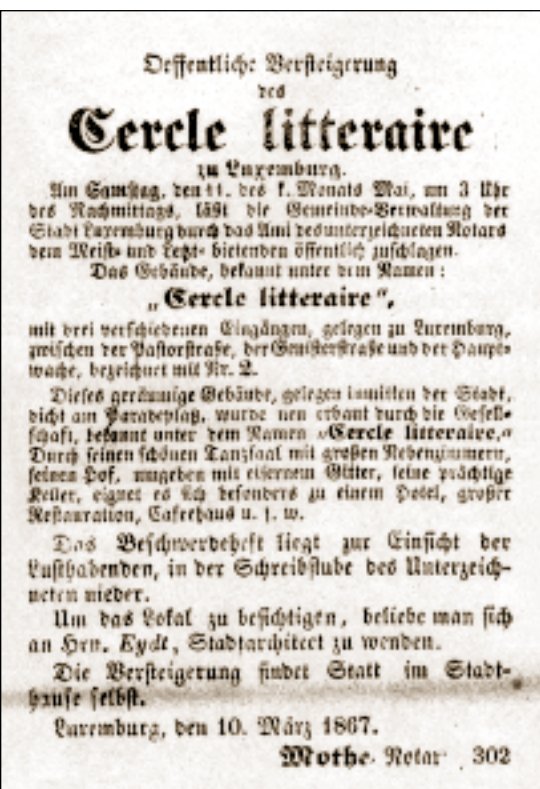 Oeffentliche Versteigerung
des
Cercle litteraire
zu Luxemburg.
Am Samstag, den 11. des k. Monats Mai, um 3 Uhr
des Nachmittags, läßt die Gemeinde-Verwaltung der
Stadt Luxemburg durch das Amt des unterzeichneten Notars
dem Meist- und Letzt- bietenden öffentlich zuschlagen.
Das Gebäude, bekannt unter dem Namen:
„Cercle litteraire“,
mit drei verschiedenen Eingängen, gelegen zu Luxemburg,
zwischen der Pastorstraße, der Genisterstraße und der Haupt-
wache, bezeichnet mit Nr. 2.
Dieses geräumige Gebäude, gelegen inmitten der Stadt,
dicht am Paradeplatz, wurde neu erbaut durch die Gesell-
schaft, bekannt unter dem Namen „Cercle litteraire.“
Durch seinen schönen Tanzsaal mit großen Nebenzimmern,
seinen Hof, umgeben mit eisernem Gitter, seine prächtige
Keller, eignet es sich besonders zu einem Hotel, großer
Restauration, Cafeehaus u. s. w.
Das Beschwerdeheft liegt zur Einsicht der
Lusthabenden, in der Schreibstube des Unterzeich-
neten nieder.
Um das Lokal zu besichtigen, beliebe man sich
an Hrn. Eydt, Stadtarchitect zu wenden.
Die Versteigerung findet Statt im Stadt-
hause selbst.
Luxemburg, den 10. März 1867.
Mothe Notar 302